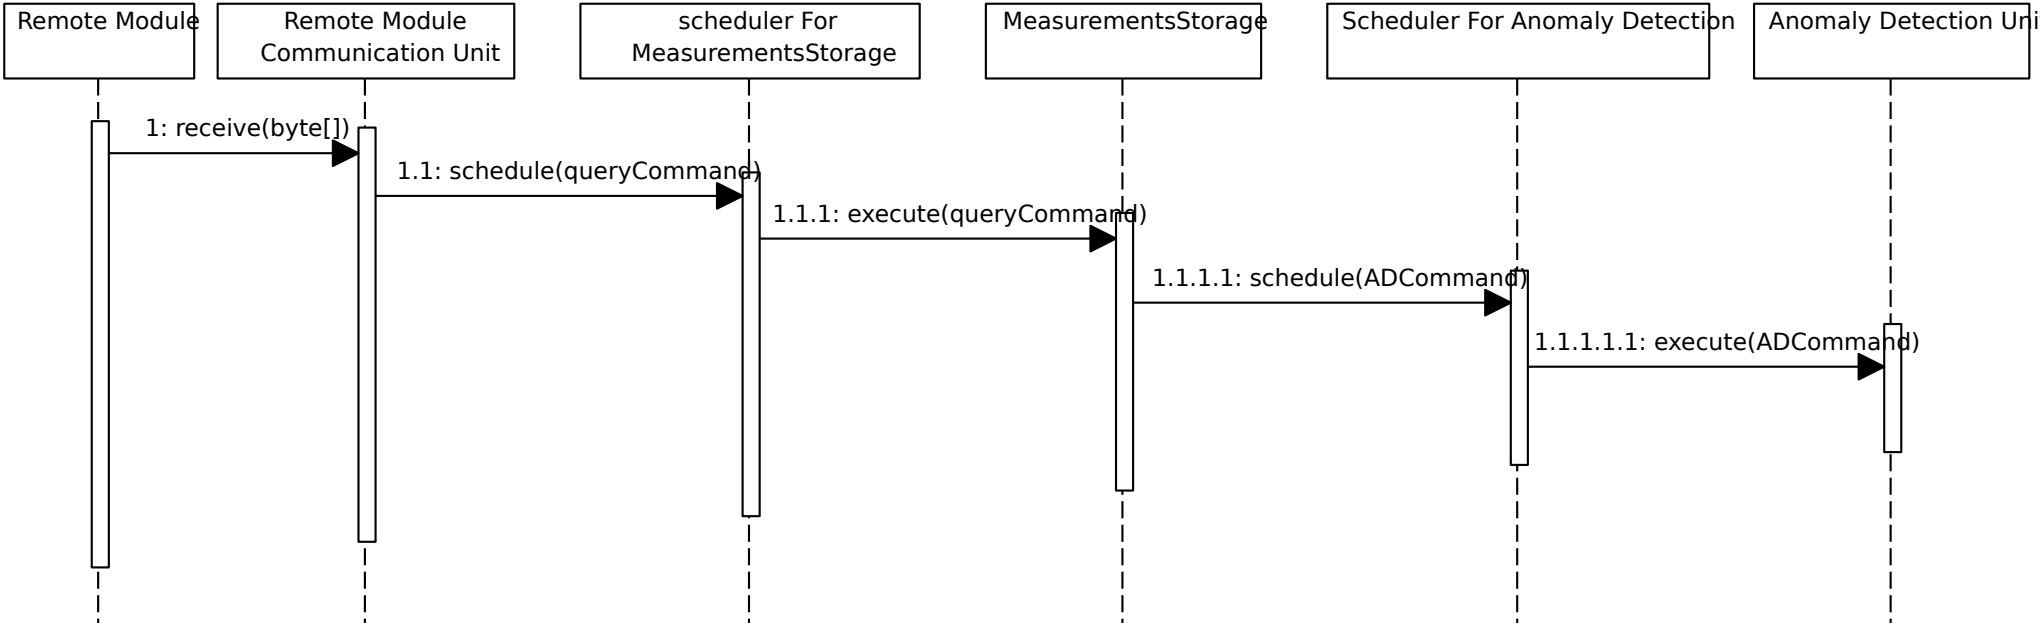 Remote Module
Remote Module
Communication Unit
scheduler For
MeasurementsStorage
MeasurementsStorage
Scheduler For Anomaly Detection
Anomaly Detection Uni
1: receive(byte[])
1.1: schedule(queryCommand)
1.1.1: execute(queryCommand)
1.1.1.1: schedule(ADCommand)
1.1.1.1.1: execute(ADCommand)